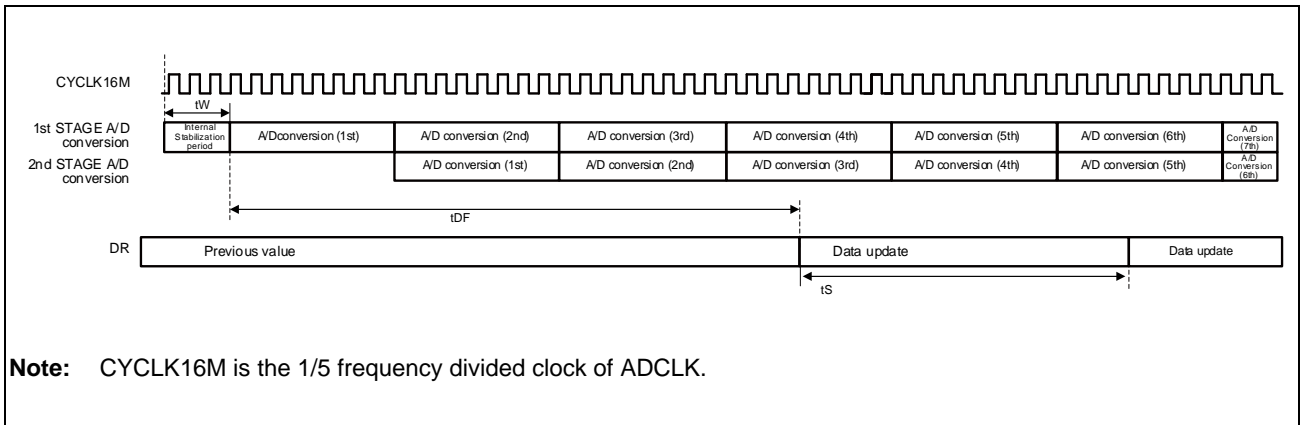 CYCLK16M
tW
1st STAGE A/D
conversion
Internal
Stabilization
period
A/Dconversion (1st)
A/D conversion (2nd)
A/D conversion (3rd)
A/D conversion (4th)
A/D conversion (5th)
A/D conversion (6th)
A/D
Conversion
(7th)
2nd STAGE A/D
conversion
A/D conversion (1st)
A/D conversion (2nd)
A/D conversion (3rd)
A/D conversion (4th)
A/D conversion (5th)
A/D
Conversion
(6th)
tDF
DR
Previous value
Data update
Data update
tS
Note: CYCLK16M is the 1/5 frequency divided clock of ADCLK.